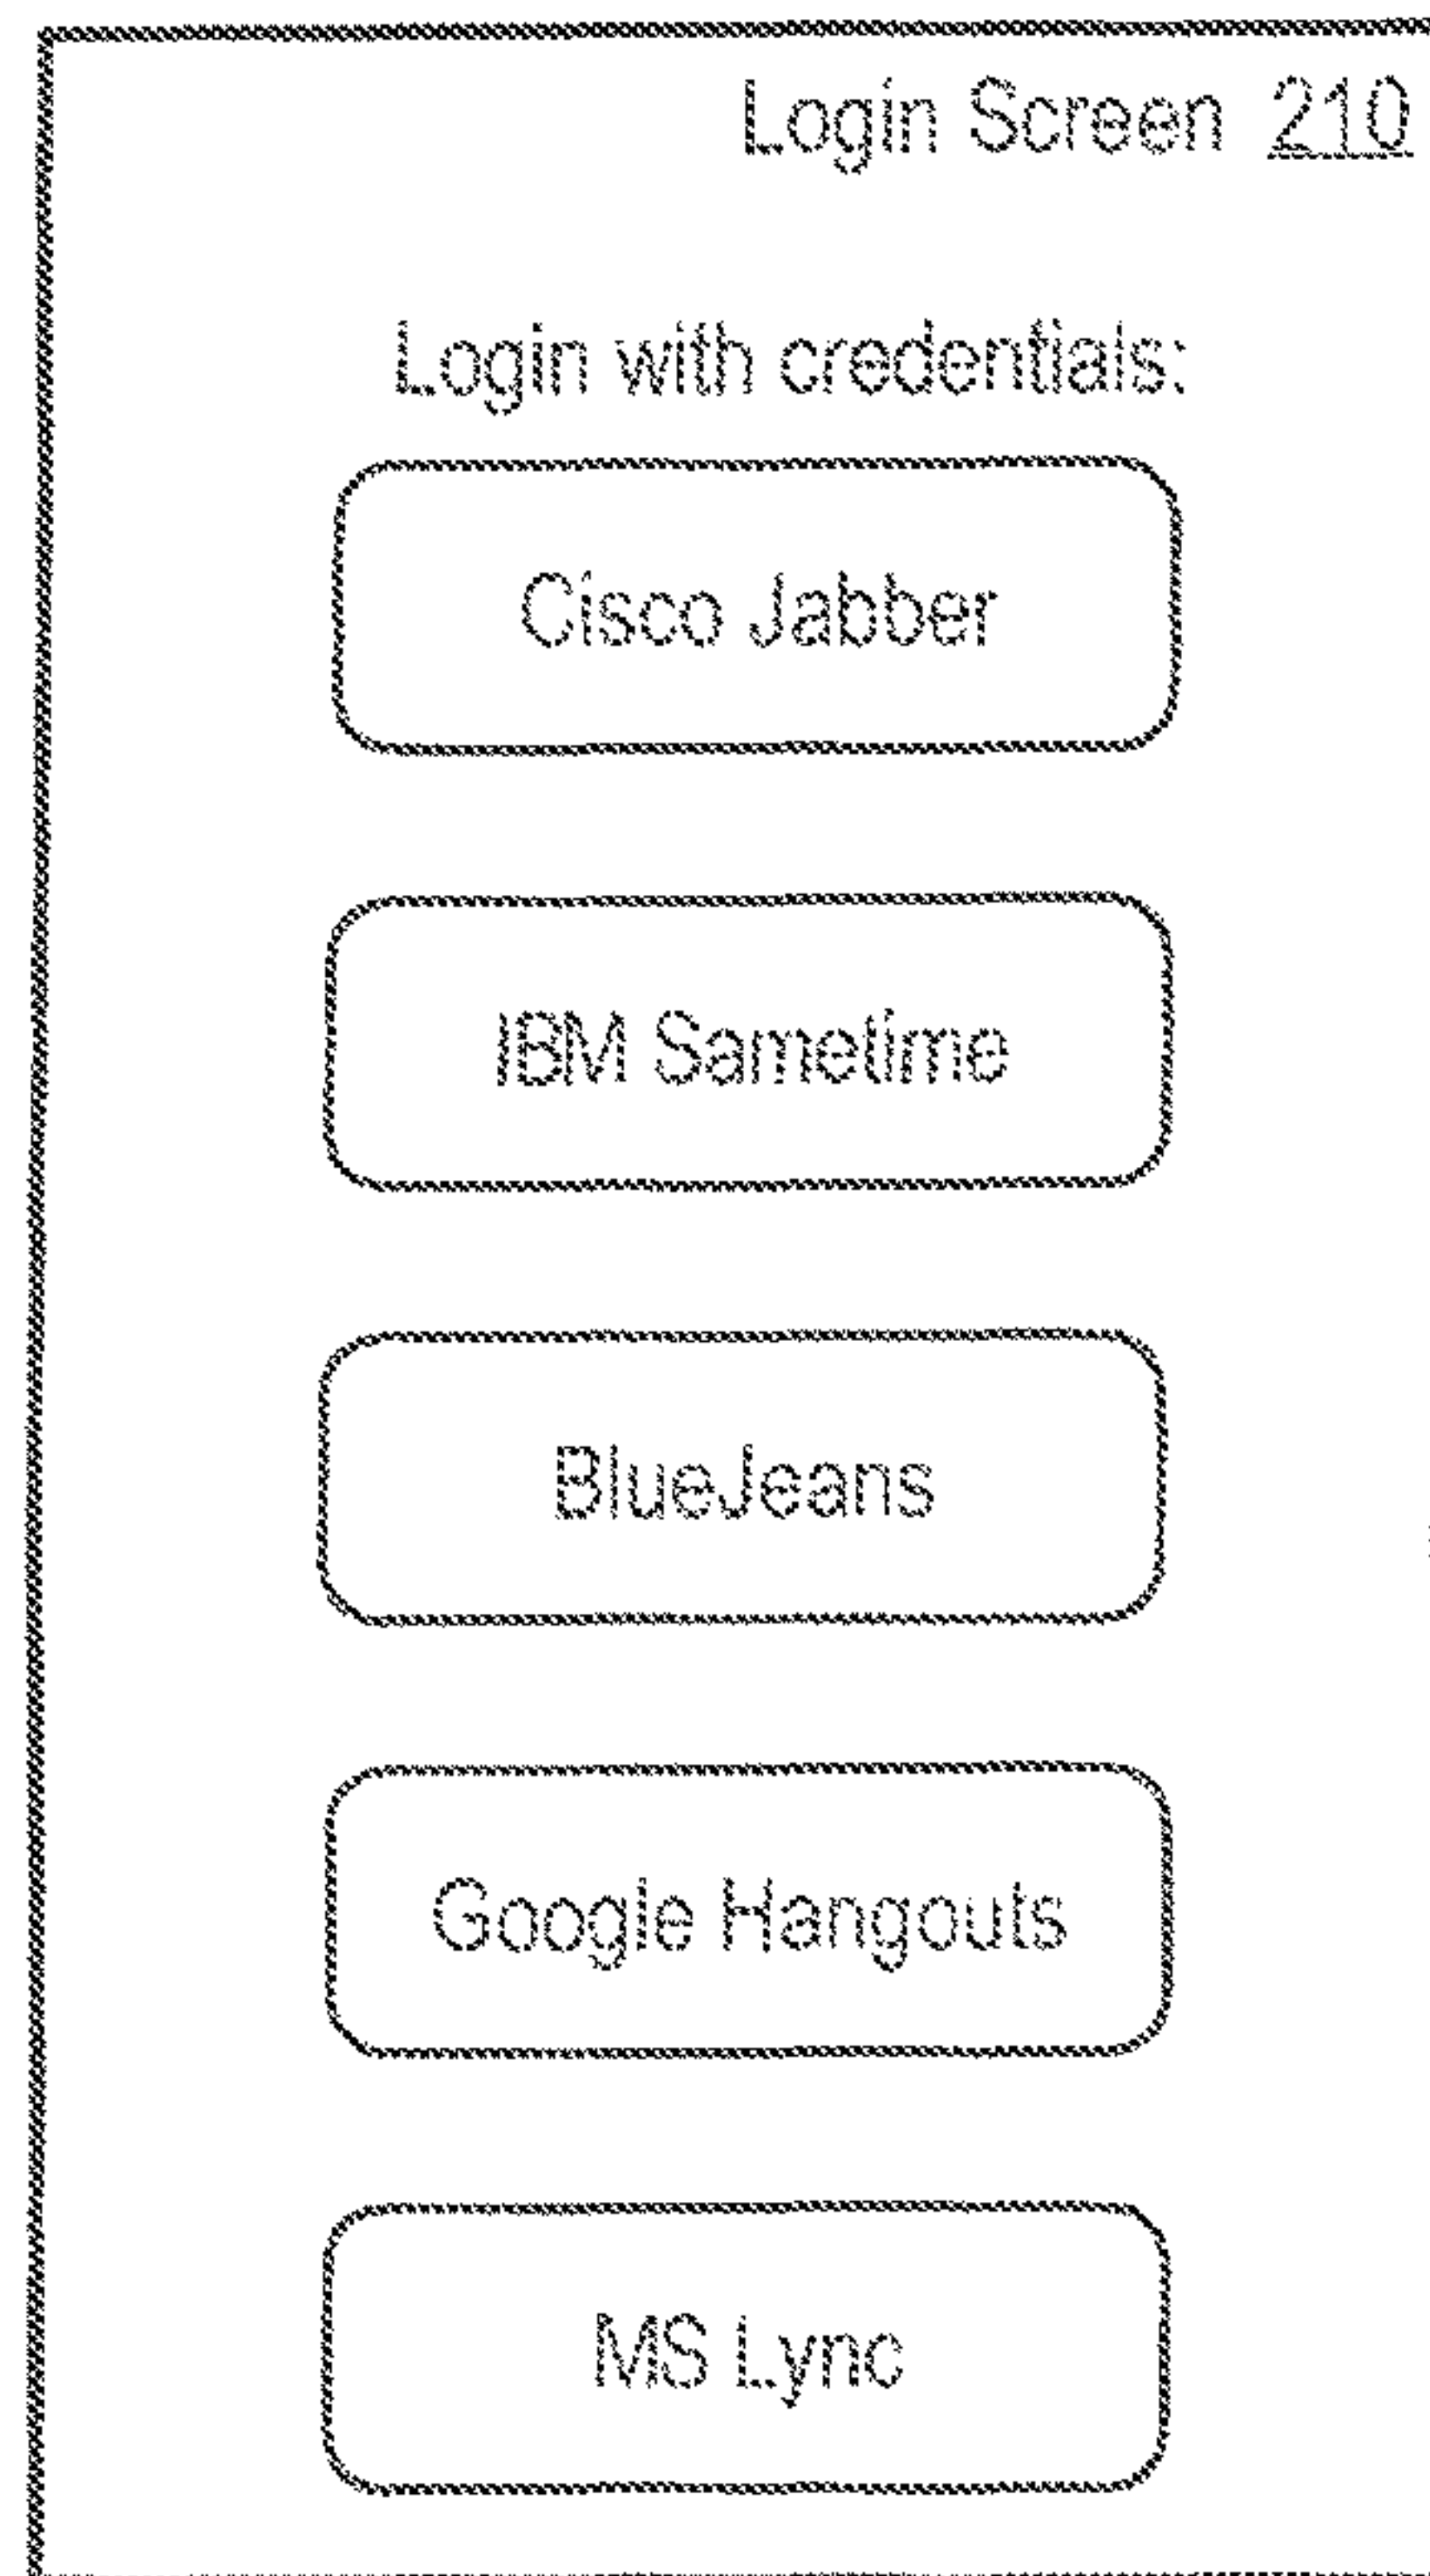 Login Screen 210
Login with credentials:
Cisco Jabber
IBM Sametime
BlueJeans
Google Hangouts
MS Lync